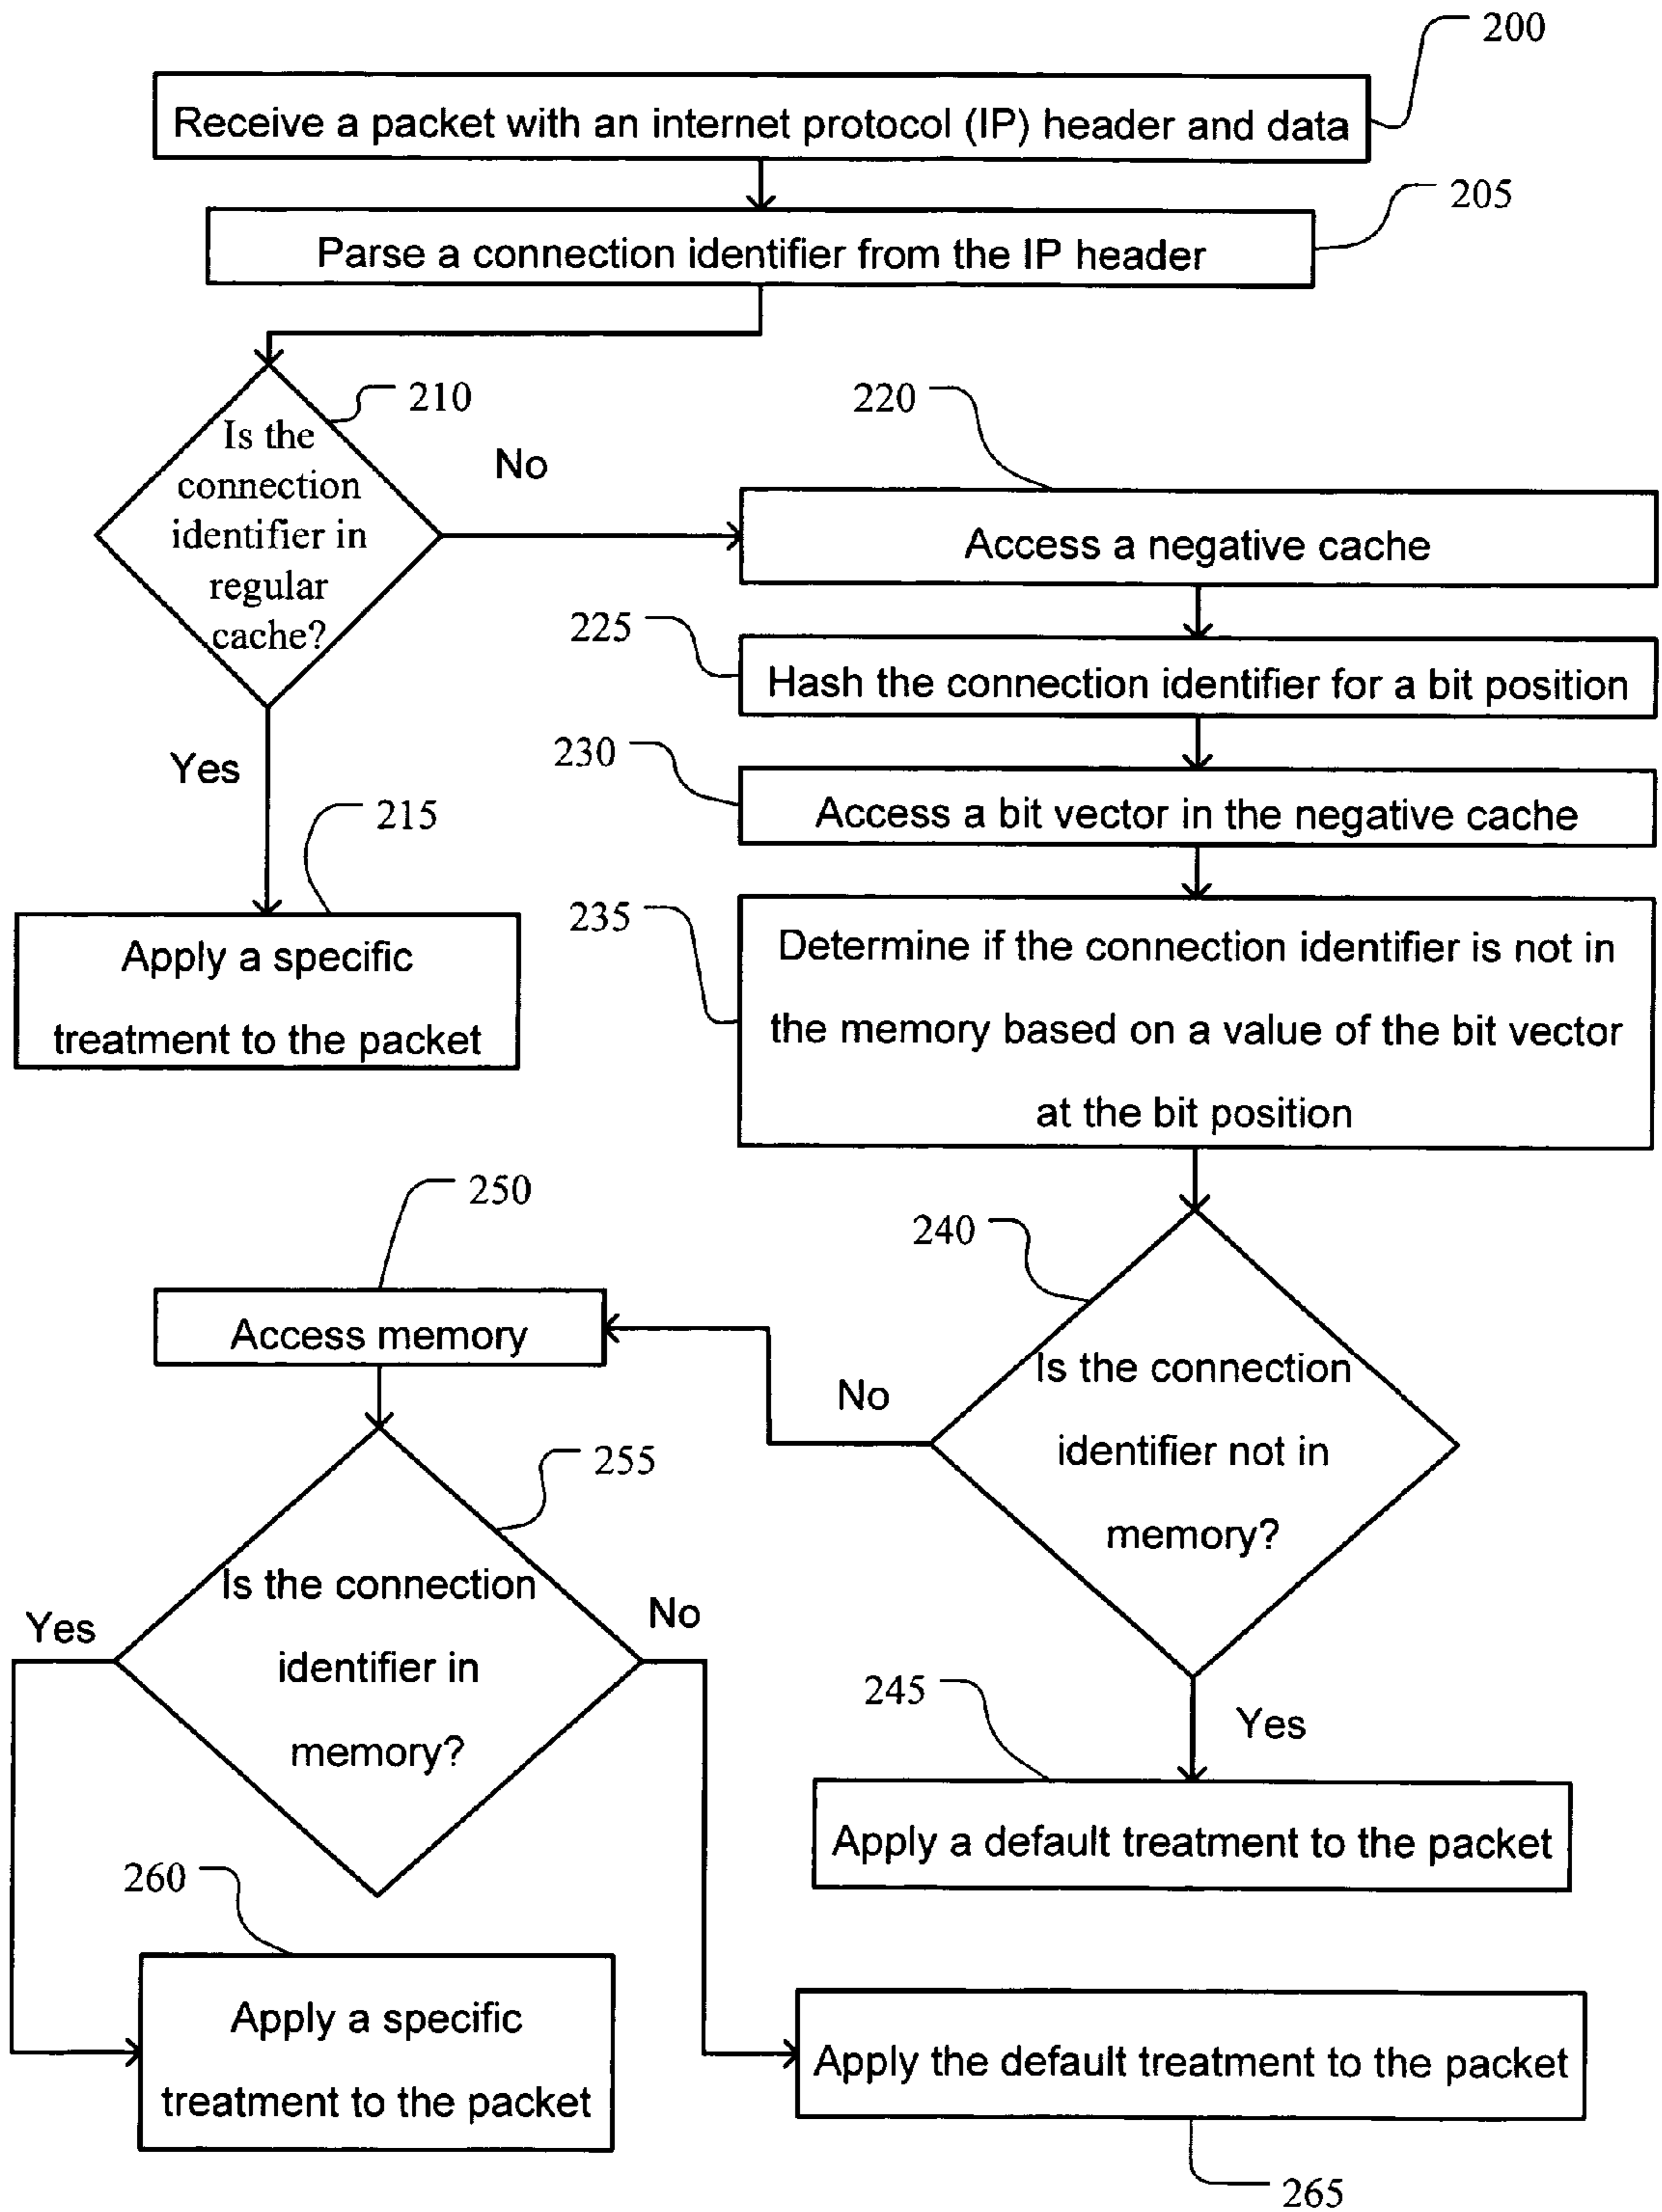 200
Receive a packet with an internet protocol (IP) header and data
205
Parse a connection identifier from the IP header
210
Is the
connection
identifier in
regular
cache?
No
Yes
215
Apply a specific
treatment to the packet
220
Access a negative cache
225
Hash the connection identifier for a bit position
230
Access a bit vector in the negative cache
235
Determine if the connection identifier is not in
the memory based on a value of the bit vector
at the bit position
240
Is the connection
identifier not in
memory?
No
Yes
245
Apply a default treatment to the packet
250
Access memory
255
Is the connection
identifier in
memory?
Yes
No
260
Apply a specific
treatment to the packet
Apply the default treatment to the packet
265